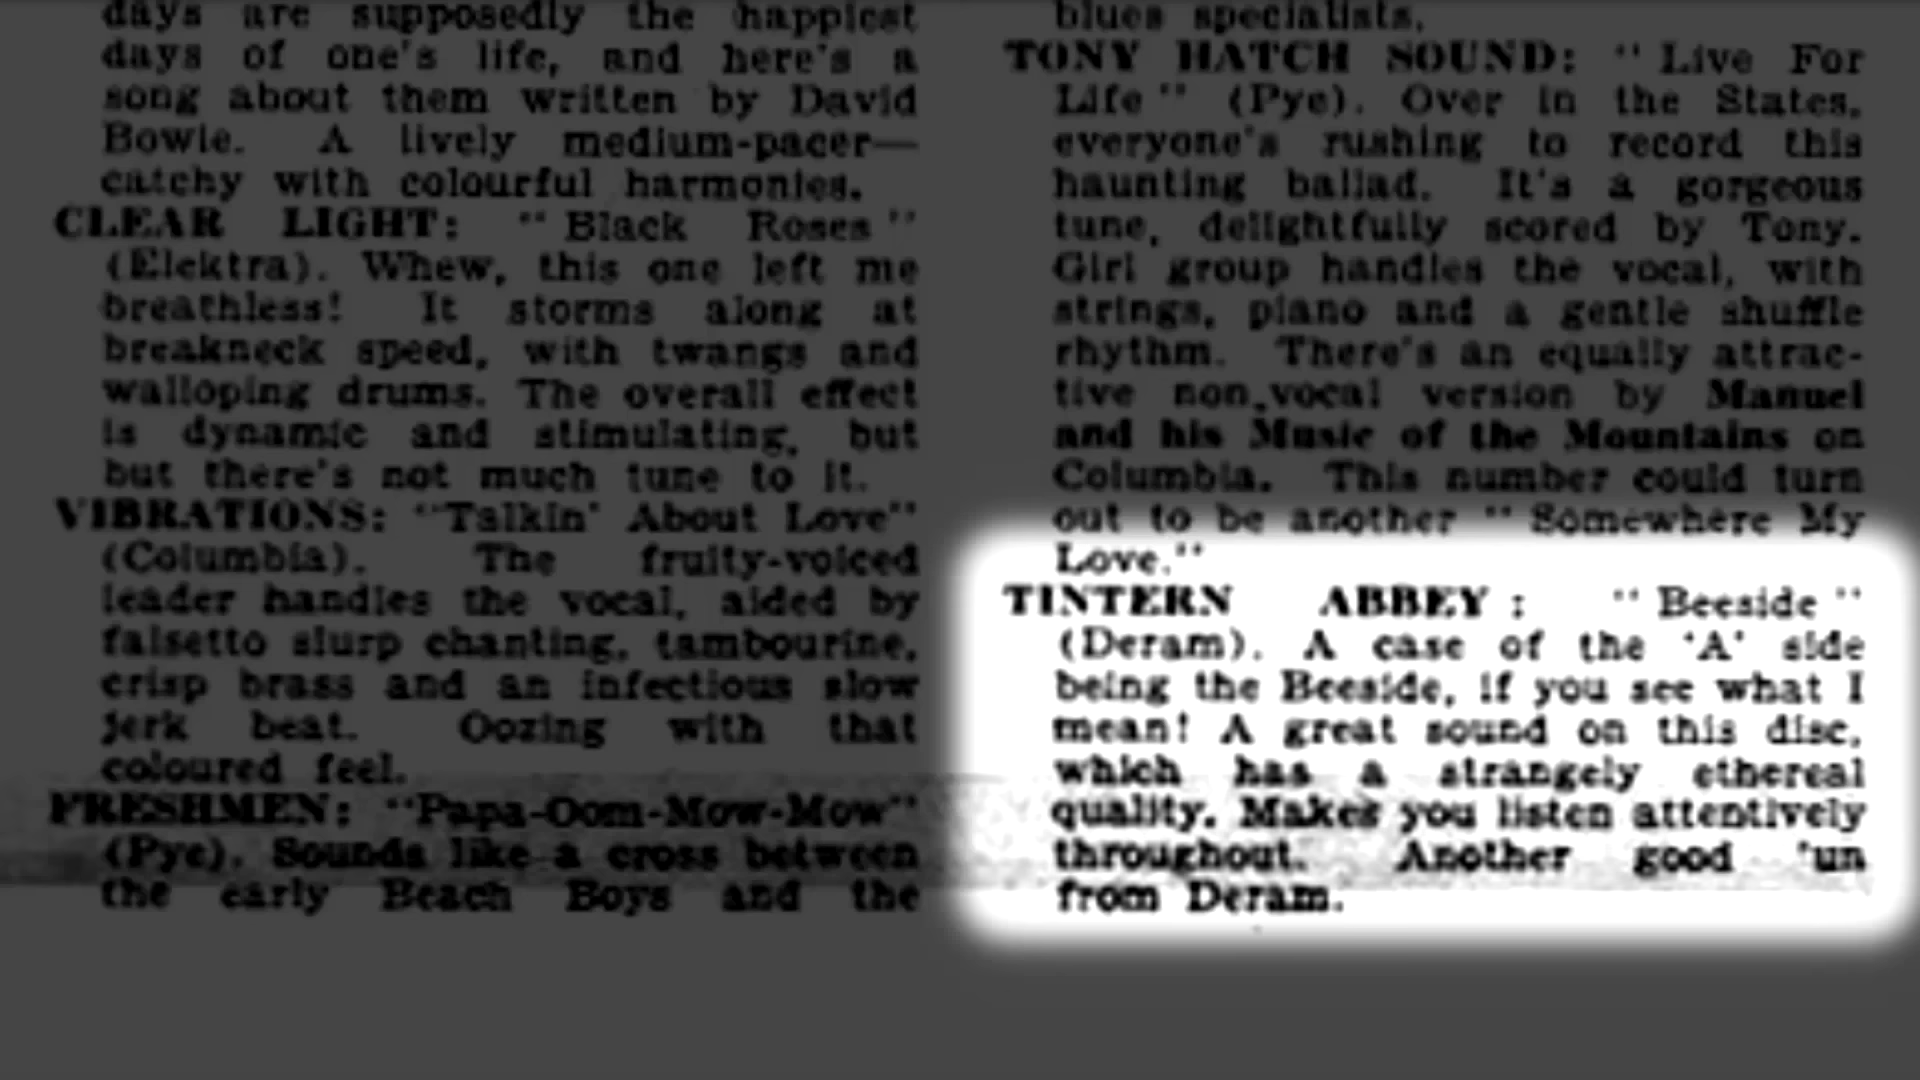 days are supposedly the happiest
days of one's life, and here's a
song about them written by David
Bowie. A lively medium-pacer—
catchy with colourful harmonies.
CLEAR LIGHT: "Black Roses"
(Elektra). Whew, this one left me
breathless! It storms along at
breakneck speed, with twangs and
walloping drums. The overall effect
is dynamic and stimulating, but
but there's not much tune to it.
VIBRATIONS: "Talkin' About Love"
(Columbia). The fruity-voiced
leader handles the vocal, aided by
falsetto slurp chanting, tambourine,
crisp brass and an infectious slow
jerk beat. Oozing with that
coloured feel.
FRESHMEN: "Papa-Oom-Mow-Mow"
(Pye). Sounds like a cross between
the early Beach Boys and the
blues specialists.
TONY HATCH SOUND: "Live For
Life" (Pye). Over in the States,
everyone's rushing to record this
haunting ballad. It's a gorgeous
tune, delightfully scored by Tony.
Girl group handles the vocal, with
strings, piano and a gentle shuffle
rhythm. There's an equally attrac-
tive non-vocal version by Manuel
and his Music of the Mountains on
Columbia. This number could turn
out to be another "Somewhere My
Love."
TINTERN ABBEY: "Beeside"
(Deram). A case of the 'A' side
being the Beeside, if you see what I
mean! A great sound on this disc,
which has a strangely ethereal
quality. Makes you listen attentively
throughout. Another good 'un
from Deram.